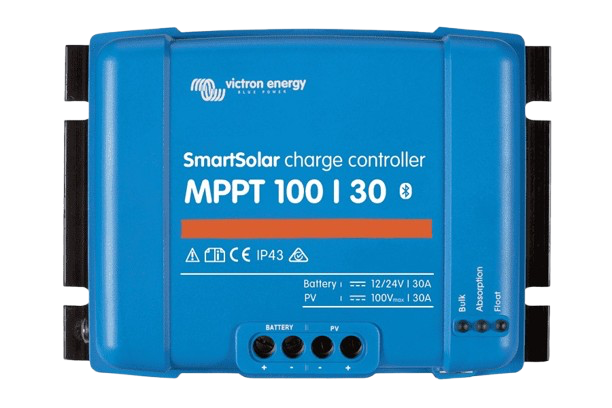 victron energy
BLUE POWER
SmartSolar charge controller
MPPT 100 | 30
CE IP43
Battery 12/24V | 30A
PV 100Vmax | 30A
Bulk
Absorption
Float
BATTERY PV
+ - - +